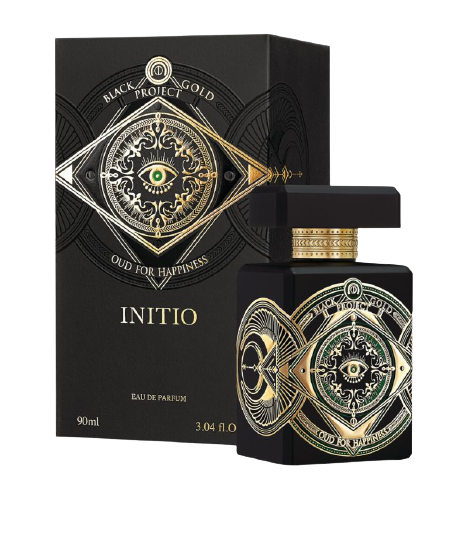 BLACK GOLD
PROJECT
OUD FOR HAPPINESS
INITIO
EAU DE PARFUM
90ml
3.04 fl.O
BLACK GOLD
PROJECT
OUD FOR HAPPINESS